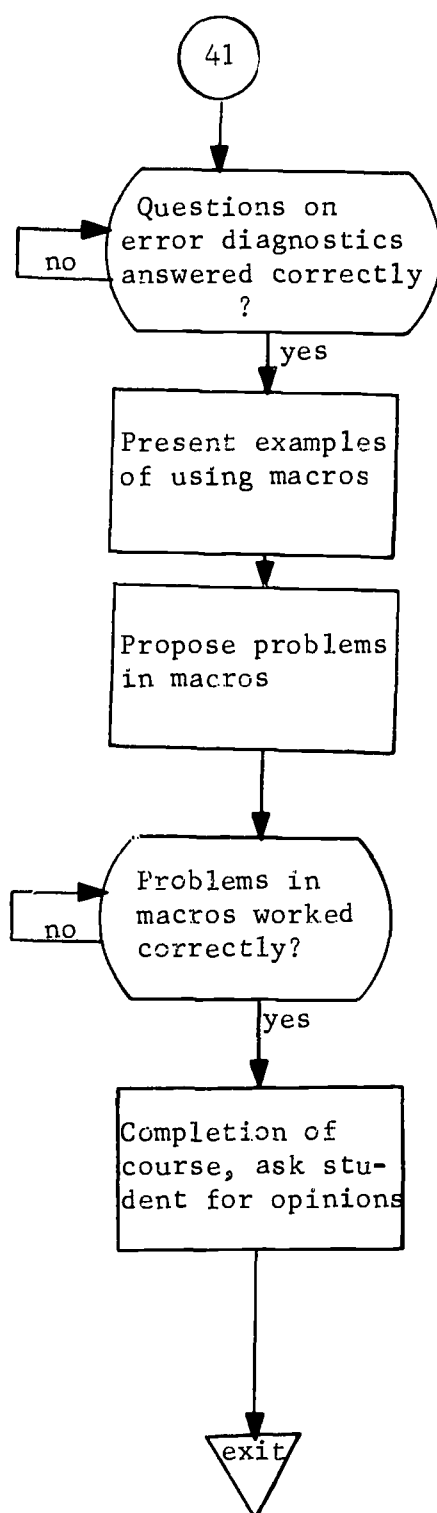 41
Questions on
error diagnostics
no
answered correctly
?
yes
Present examples
of using macros
Propose problems
in macros
Problems in
macros worked
no
correctly?
yes
Completion of
course, ask stu-
dent for opinions
exit